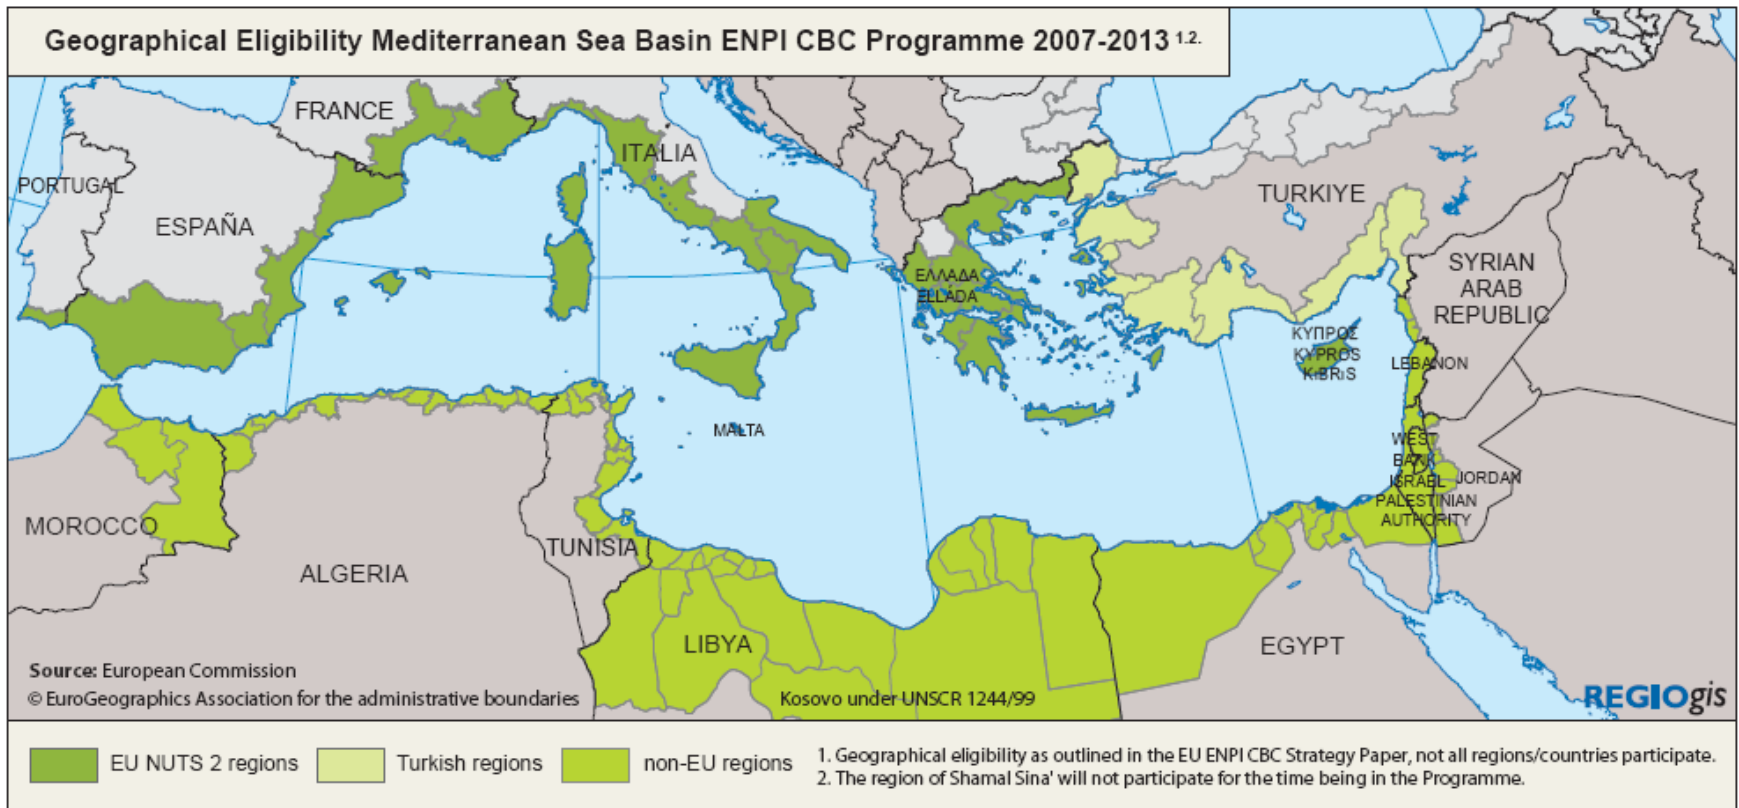 Geographical Eligibility Mediterranean Sea Basin ENPI CBC Programme 2007-2013 1.2.
FRANCE
ITALIA
PORTUGAL
ESPAÑA
TURKIYE
ΕΛΛΑΔΑ
ELLADA
SYRIAN
ARAB
REPUBLIC
ΚΥΠΡΟΣ
KYPROS
KıBRıS
LEBANON
MALTA
WEST
BANK
ISRAEL
JORDAN
PALESTINIAN
AUTHORITY
MOROCCO
TUNISIA
ALGERIA
LIBYA
EGYPT
Source: European Commission
© EuroGeographics Association for the administrative boundaries
Kosovo under UNSCR 1244/99
REGIOgis
EU NUTS 2 regions
Turkish regions
non-EU regions
1. Geographical eligibility as outlined in the EU ENPI CBC Strategy Paper, not all regions/countries participate.
2. The region of Shamal Sina' will not participate for the time being in the Programme.